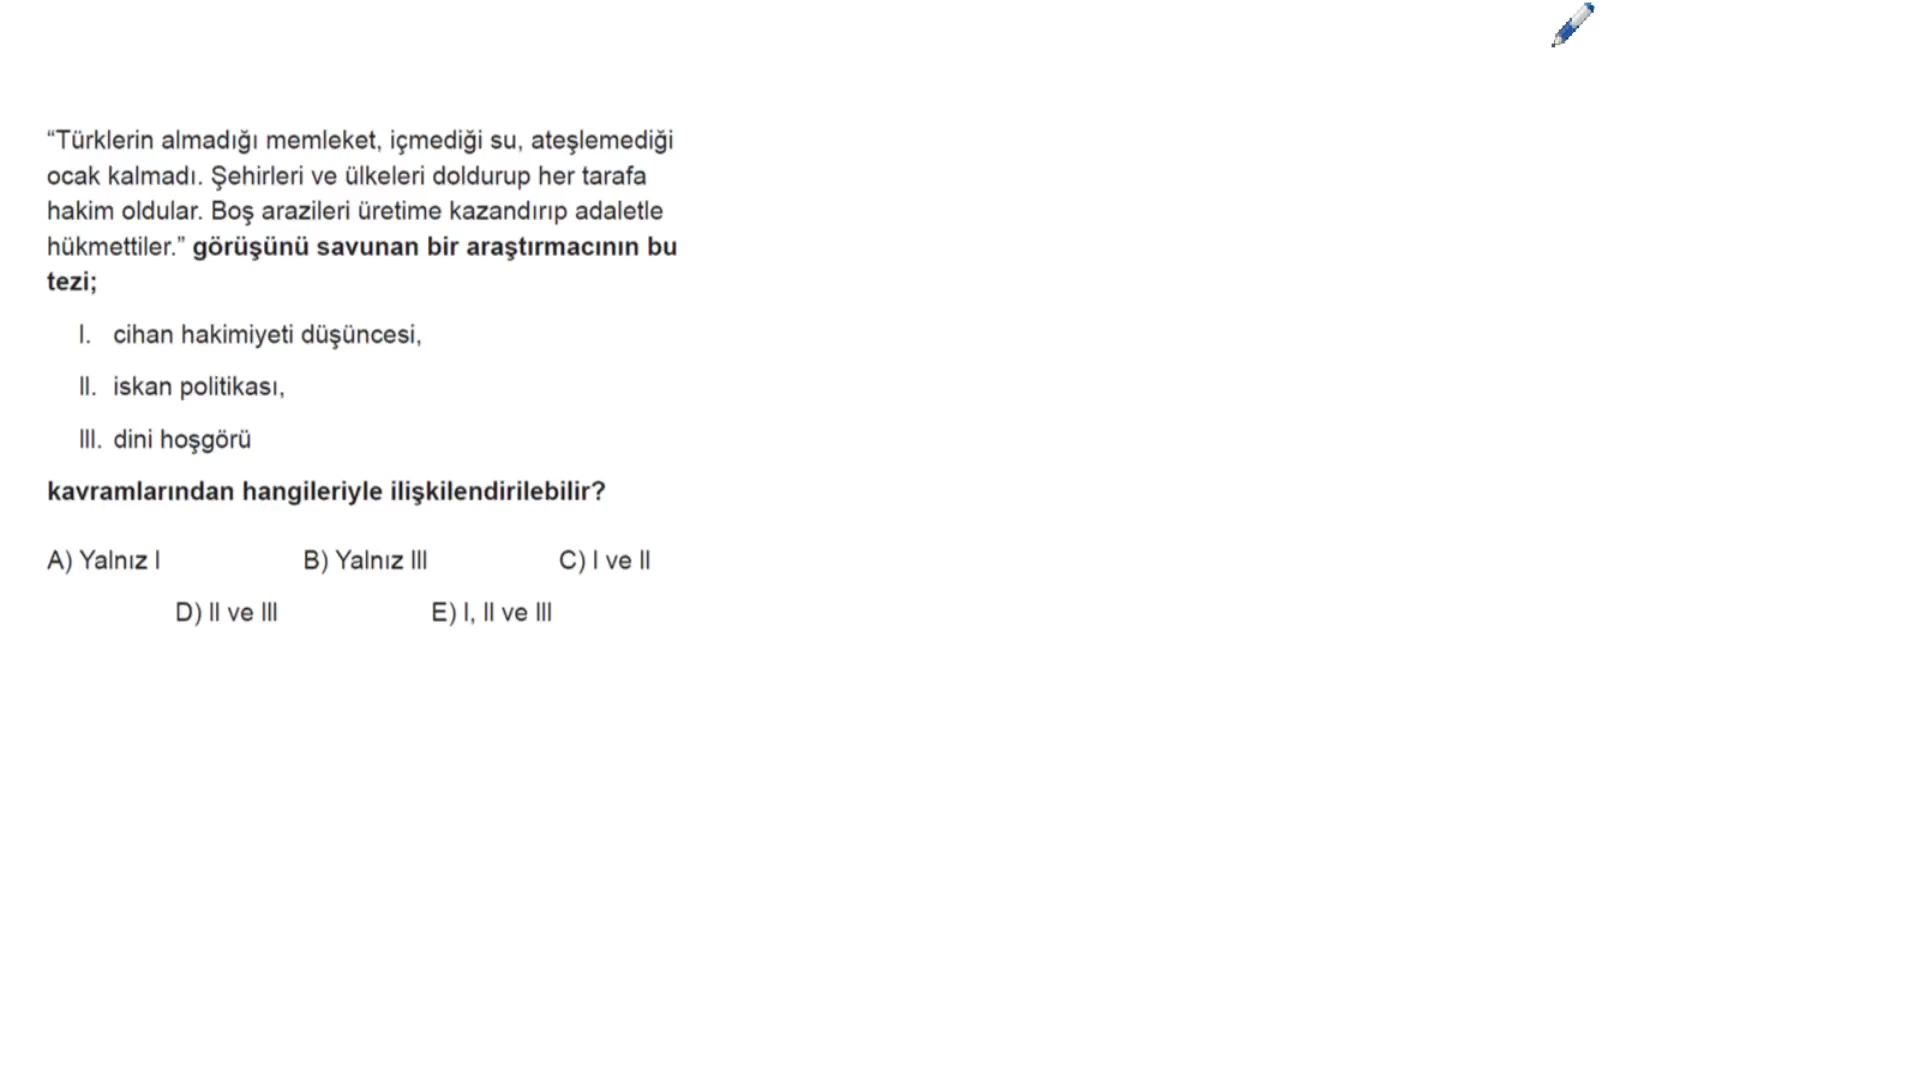 “Türklerin almadığı memleket, içmediği su, ateşlemediği
ocak kalmadı. Şehirleri ve ülkeleri doldurup her tarafa
hakim oldular. Boş arazileri üretime kazandırıp adaletle
hükmettiler.” görüşünü savunan bir araştırmacının bu
tezi;
I. cihan hakimiyeti düşüncesi,
II. iskan politikası,
III. dini hoşgörü
kavramlarından hangileriyle ilişkilendirilebilir?
A) Yalnız I B) Yalnız III C) I ve II
D) II ve III E) I, II ve III